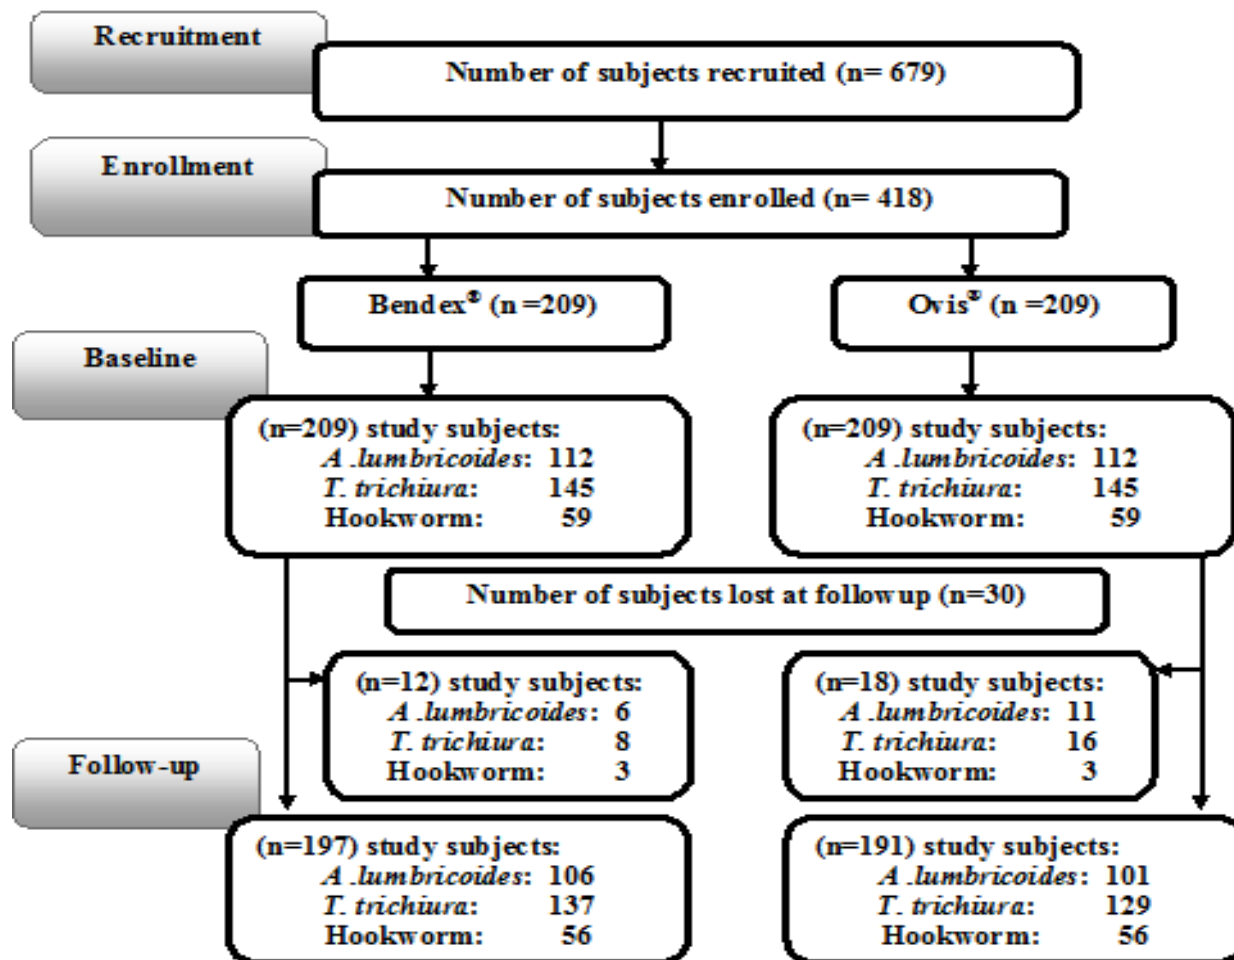 Recruitment
Number of subjects recruited (n= 679)
Enrollment
Number of subjects enrolled (n= 418)
Bendex® (n =209)
Ovis® (n =209)
Baseline
(n=209) study subjects:
A .lumbricoides: 112
T. trichiura: 145
Hookworm: 59
(n=209) study subjects:
A .lumbricoides: 112
T. trichiura: 145
Hookworm: 59
Number of subjects lost at followup (n=30)
(n=12) study subjects:
A .lumbricoides: 6
T. trichiura: 8
Hookworm: 3
(n=18) study subjects:
A .lumbricoides: 11
T. trichiura: 16
Hookworm: 3
Follow-up
(n=197) study subjects:
A .lumbricoides: 106
T. trichiura: 137
Hookworm: 56
(n=191) study subjects:
A .lumbricoides: 101
T. trichiura: 129
Hookworm: 56